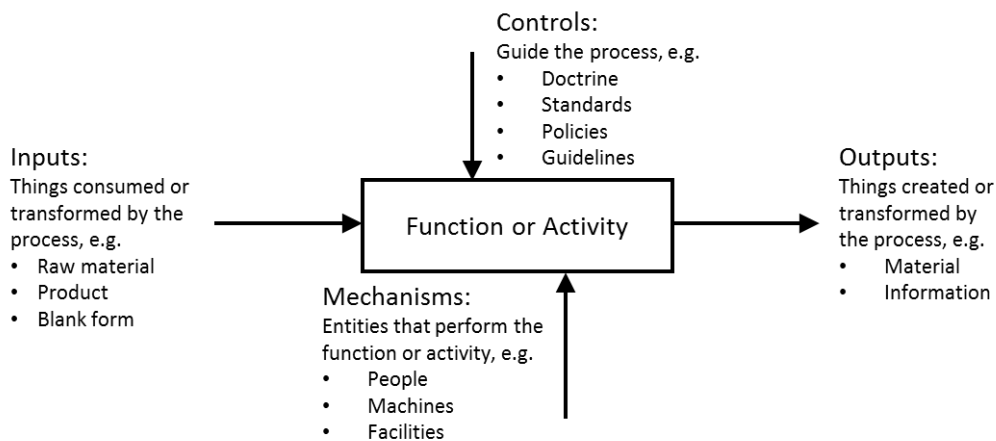 Controls:
Guide the process, e.g.
• Doctrine
• Standards
• Policies
• Guidelines
Inputs:
Things consumed or
transformed by the
process, e.g.
• Raw material
• Product
• Blank form
Function or Activity
Outputs:
Things created or
transformed by
the process, e.g.
• Material
• Information
Mechanisms:
Entities that perform the
function or activity, e.g.
• People
• Machines
• Facilities